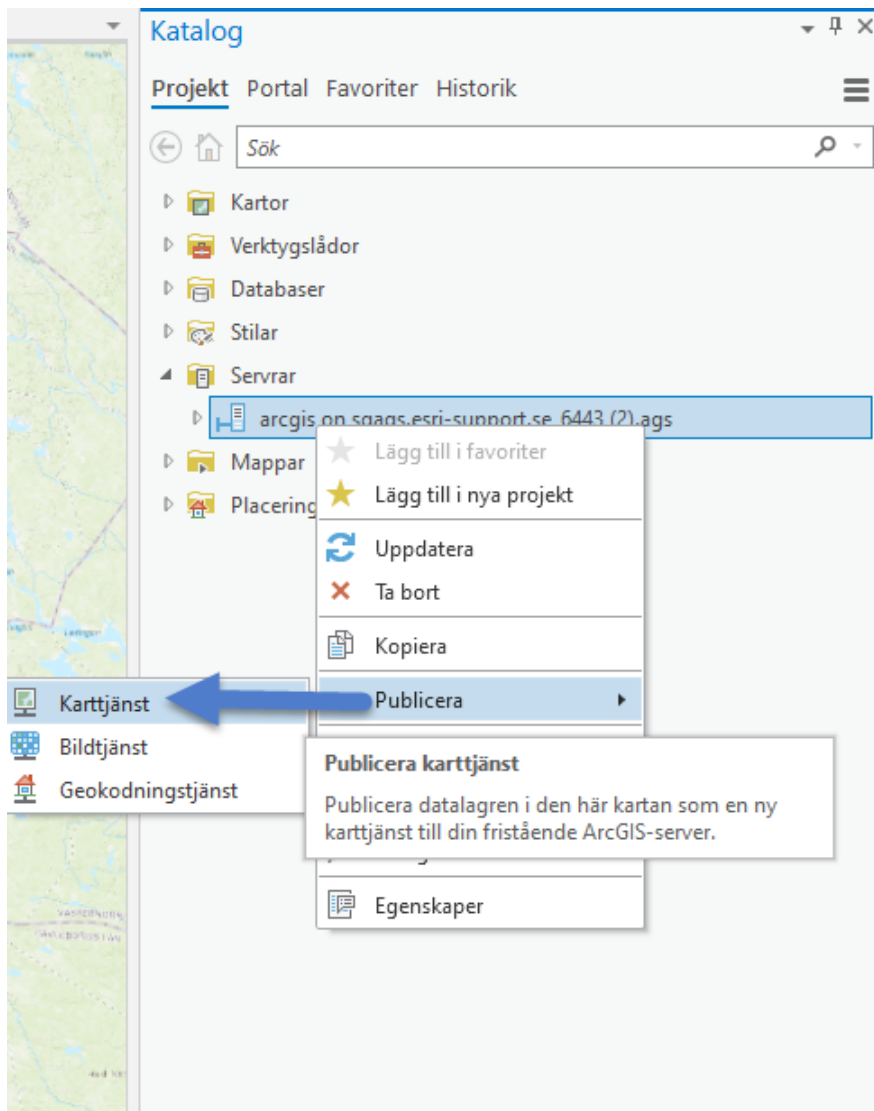 Katalog
Projekt Portal Favoriter Historik
Sök
Kartor
Verktygslådor
Databaser
Stilar
Servrar
arcgis on sgags.esri-support.se_6443 (2).ags
Mappar
Placering
Lägg till i favoriter
Lägg till i nya projekt
Uppdatera
Ta bort
Kopiera
Publicera
Karttjänst
Bildtjänst
Geokodningstjänst
Publicera karttjänst
Publicera datalagren i den här kartan som en ny
karttjänst till din fristående ArcGIS-server.
Egenskaper